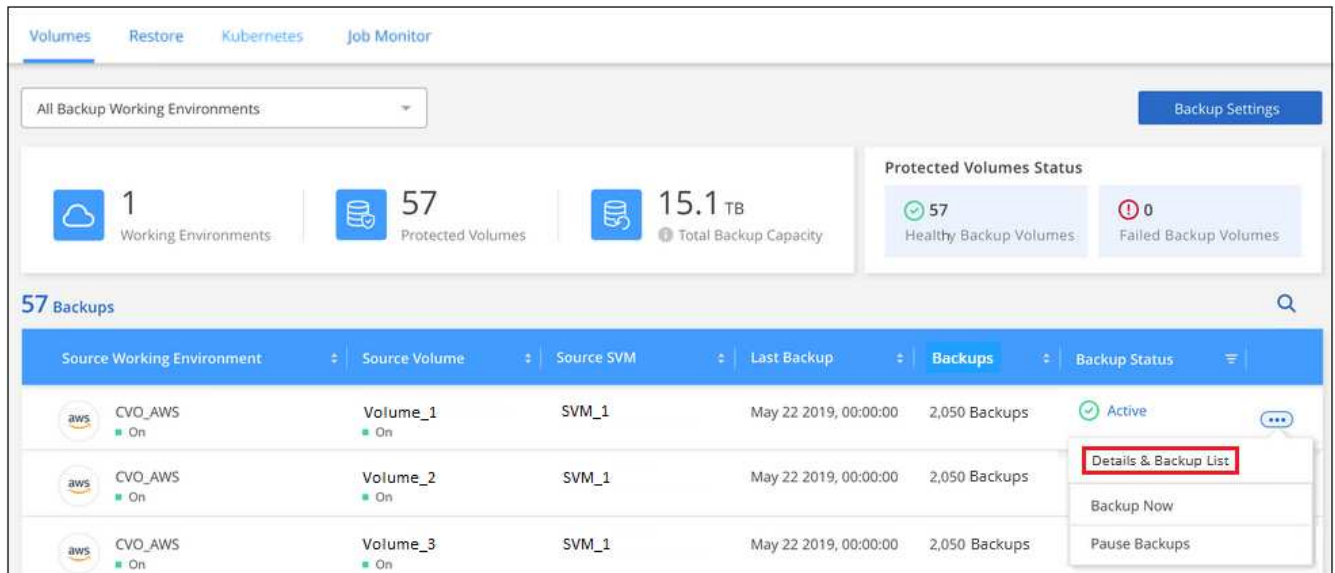 Volumes Restore Kubernetes Job Monitor
All Backup Working Environments Backup Settings
Protected Volumes Status
1 57 15.1 TB 57 0
Working Environments Protected Volumes Total Backup Capacity Healthy Backup Volumes Failed Backup Volumes
57 Backups
Source Working Environment Source Volume Source SVM Last Backup Backups Backup Status
aws CVO_AWS Volume_1 SVM_1 May 22 2019, 00:00:00 2,050 Backups Active
On On
Details & Backup List
aws CVO_AWS Volume_2 SVM_1 May 22 2019, 00:00:00 2,050 Backups
On On
Backup Now
aws CVO_AWS Volume_3 SVM_1 May 22 2019, 00:00:00 2,050 Backups Pause Backups
On On